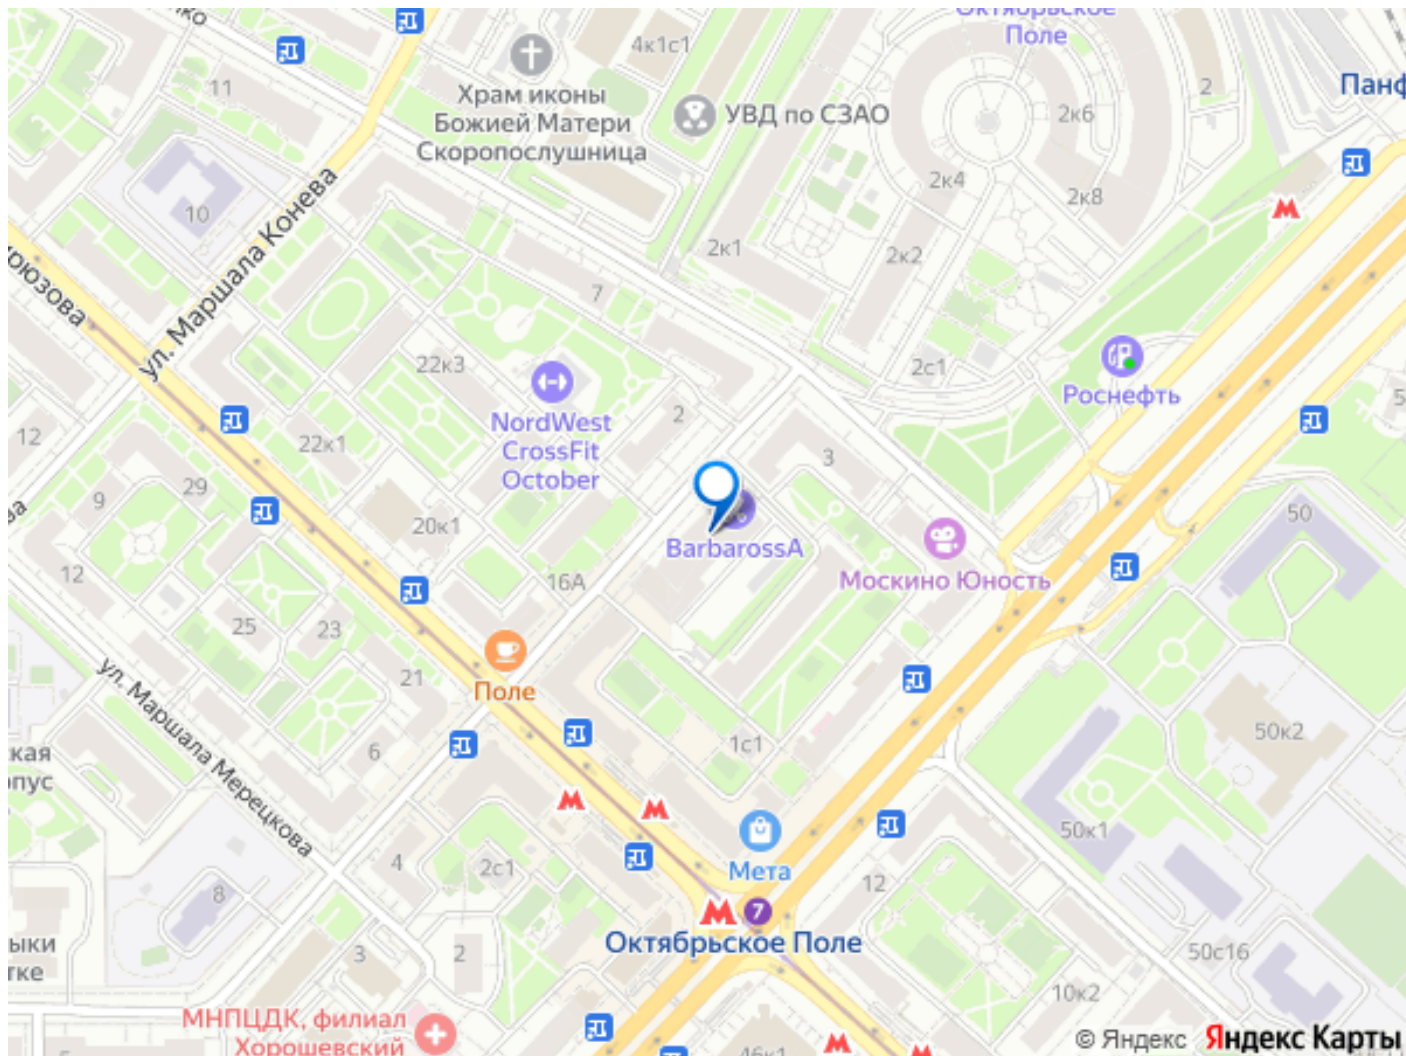 Октябрьское
Поле
4к1с1
11
Храм иконы
Божией Матери
Скоропослушница
УВД по СЗАО
2
2к6
Панф
2к4
2к8
10
ул. Маршала Конева
2к1
2к2
7
22к3
2с1
Роснефть
NordWest
CrossFit
October
2
3
12
22к1
29
9
20к1
BarbarossA
Москино Юность
50
16А
12
25
23
21
Поле
ул. Маршала Мерецкова
6
1с1
50к2
50к1
Мета
4
2с1
8
12
7
Октябрьское Поле
3
2
50с16
10к2
МНПЦДК, филиал
Хорошевский
46к1
© Яндекс Яндекс Карты